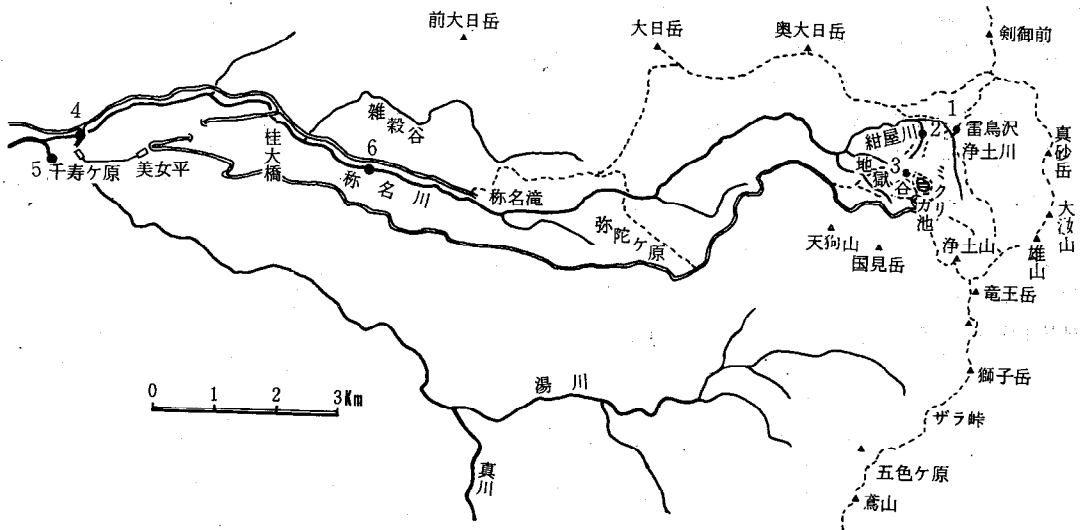 前大日岳
大日岳
奥大日岳
剣御前
4
雑穀谷
紺屋川
2
1
雷鳥沢
浄土川
真砂岳
5
千寿ケ原
美女平
桂大橋
6
称名川
称名滝
地獄谷
3
ミクリガ池
弥陀ケ原
天狗山
国見岳
浄土山
雄山
大汝山
竜王岳
獅子岳
0 1 2 3Km
湯川
ザラ峠
真川
五色ケ原
鳶山